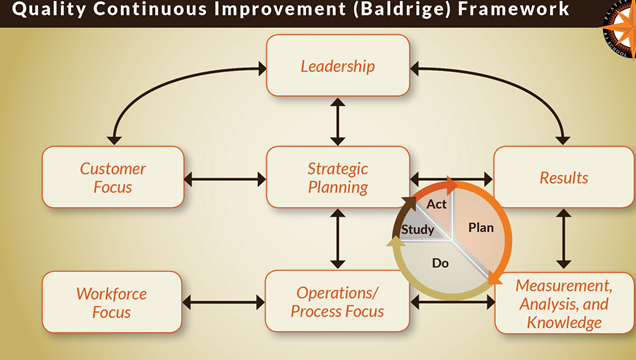 Quality Continuous Improvement (Baldrige) Framework
Leadership
Customer
Focus
Strategic
Planning
Results
Act
Plan
Study
Do
Workforce
Focus
Operations/
Process Focus
Measurement,
Analysis, and
Knowledge